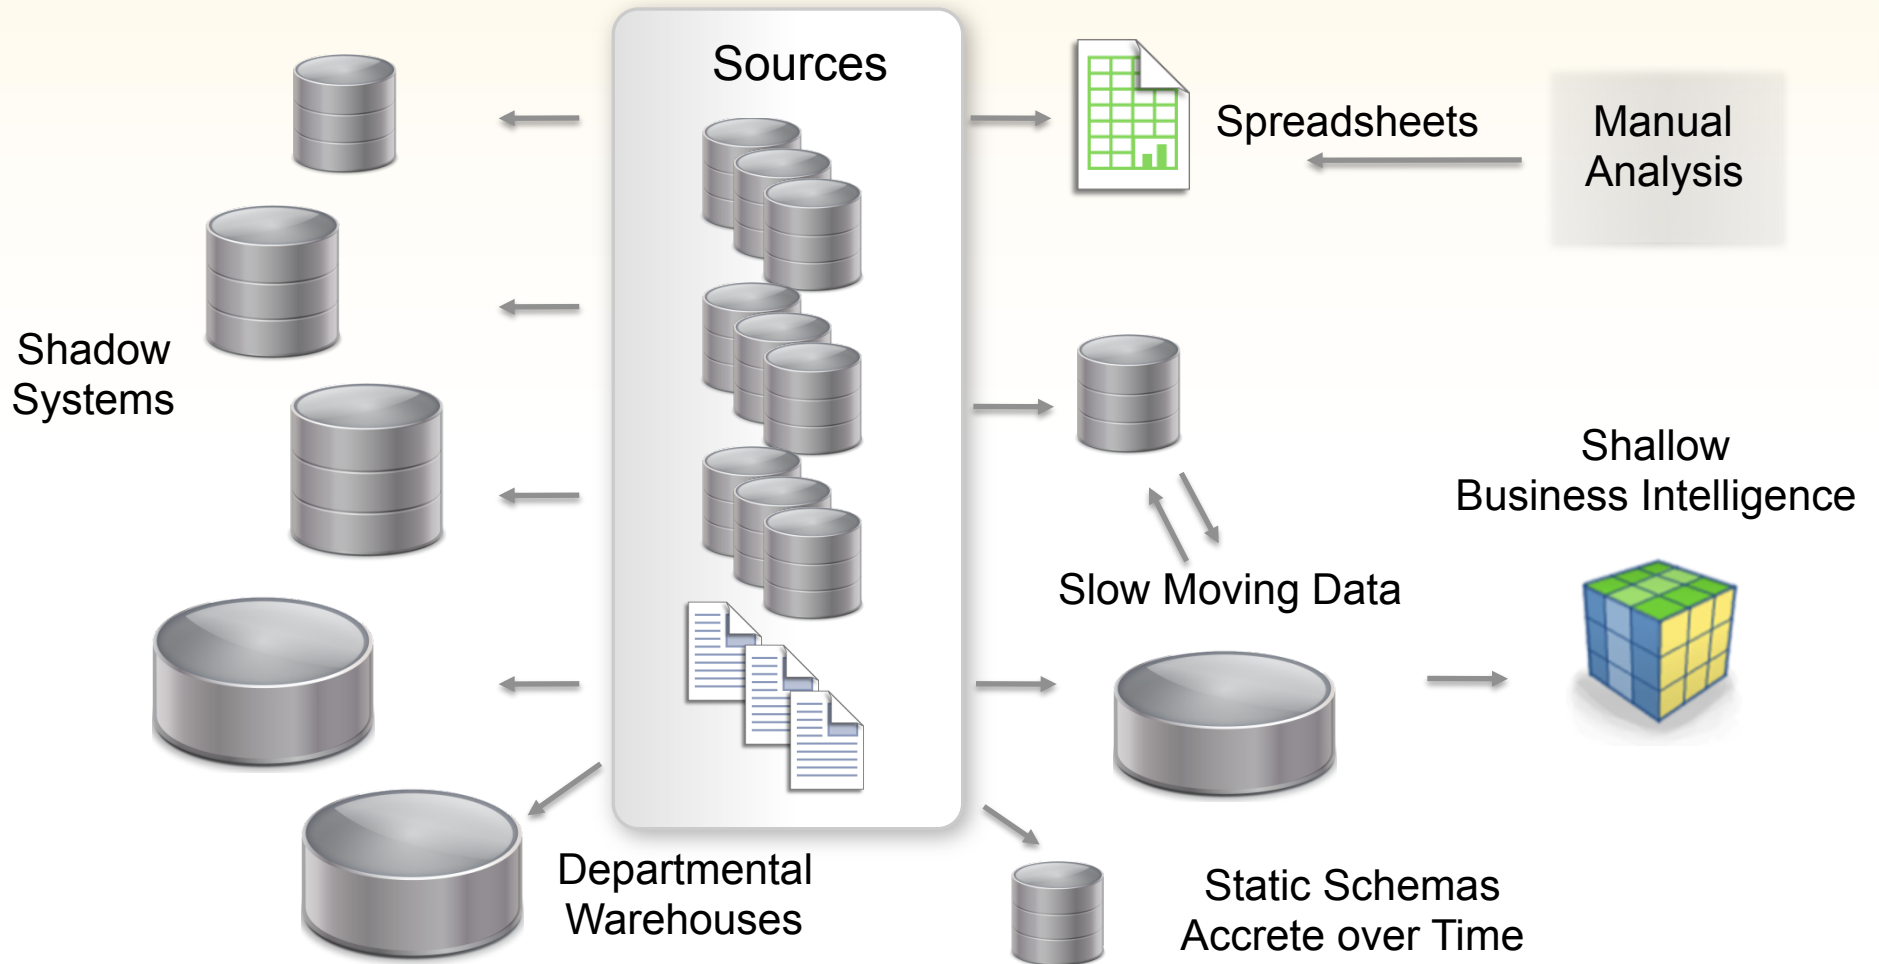 Sources
Spreadsheets
Manual
Analysis
Shadow
Systems
Shallow
Business Intelligence
Slow Moving Data
Departmental
Warehouses
Static Schemas
Accrete over Time